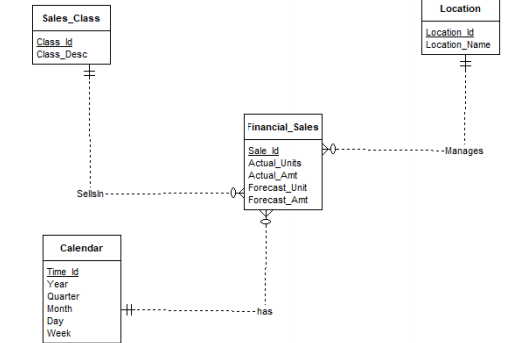 Sales_Class
Class_Id
Class_Desc
Location
Location_Id
Location_Name
Financial_Sales
Sale_Id
Actual_Units
Actual_Amt
Forecast_Unit
Forecast_Amt
Manages
SellsIn
Calendar
Time_Id
Year
Quarter
Month
Day
Week
has